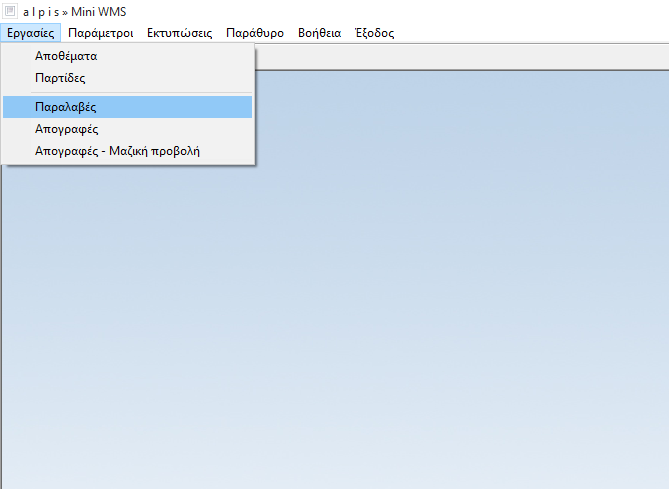 a l p i s » Mini WMS
Εργασίες Παράμετροι Εκτυπώσεις Παράθυρο Βοήθεια Έξοδος
Αποθέματα
Παρτίδες
Παραλαβές
Απογραφές
Απογραφές - Μαζική προβολή